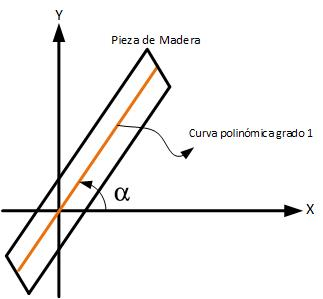 Y
Pieza de Madera
Curva polinómica grado 1
α
X